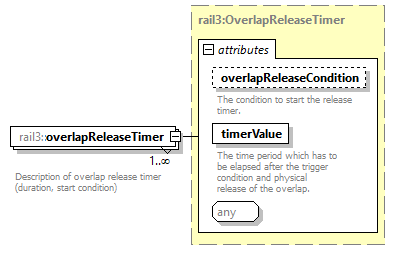 rail3:OverlapReleaseTimer
attributes
overlapReleaseCondition
The condition to start the release
timer.
rail3::overlapReleaseTimer
1..∞
Description of overlap release timer
(duration, start condition)
timerValue
The time period which has to
be elapsed after the trigger
condition and physical
release of the overlap.
any